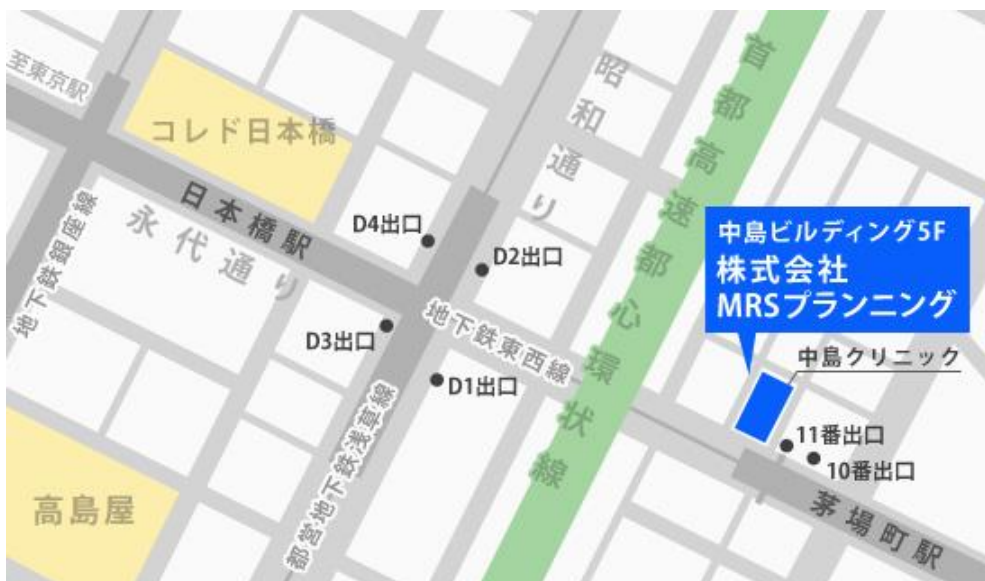 至東京駅
コレド日本橋
日本橋駅
永代通り
地下鉄銀座線
昭和通り
首都高速都心環状線
D4出口
D2出口
D3出口
D1出口
地下鉄東西線
都営地下鉄浅草線
高島屋
中島ビルディング5F
株式会社
MRSプランニング
中島クリニック
11番出口
10番出口
茅場町駅